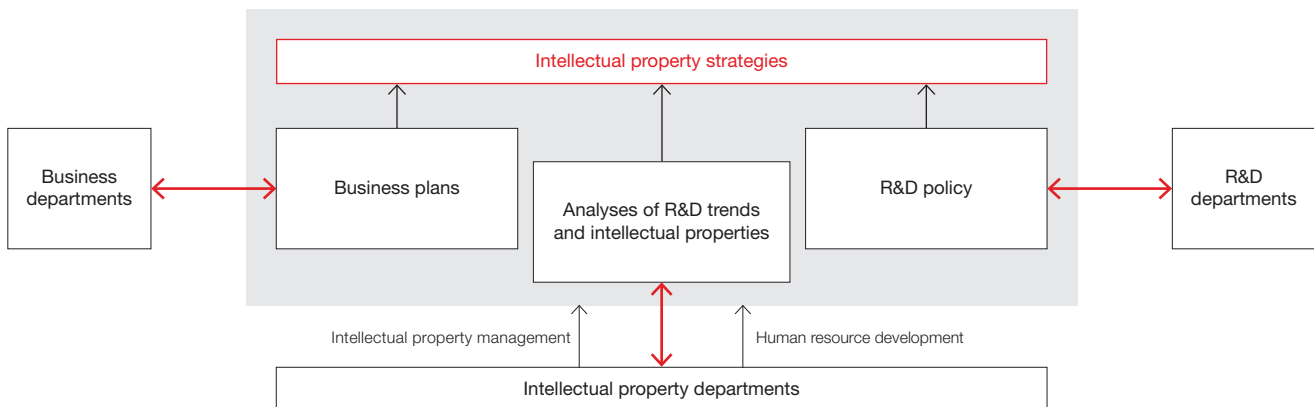 Intellectual property strategies
Business
departments
Business plans
Analyses of R&D trends
and intellectual properties
R&D policy
R&D
departments
Intellectual property management
Human resource development
Intellectual property departments